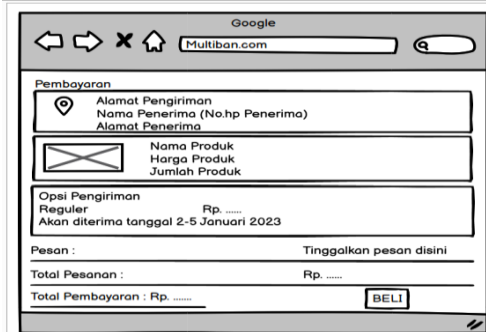 Google
Multiban.com
Pembayaran
Alamat Pengiriman
Nama Penerima (No.hp Penerima)
Alamat Penerima
Nama Produk
Harga Produk
Jumlah Produk
Opsi Pengiriman
Reguler Rp. ......
Akan diterima tanggal 2-5 Januari 2023
Pesan : Tinggalkan pesan disini
Total Pesanan : Rp. ......
Total Pembayaran : Rp. ....... BELI